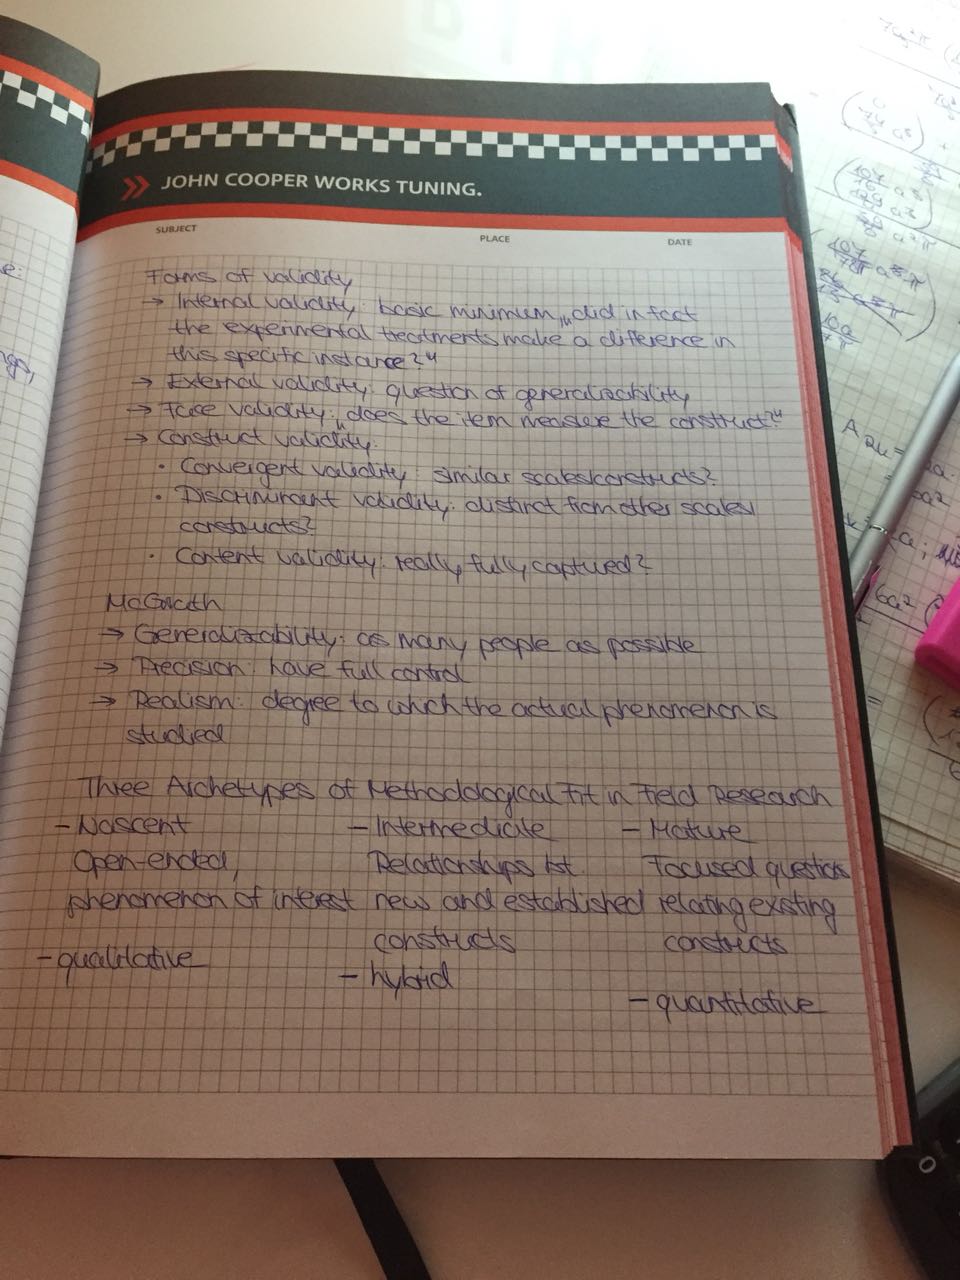 JOHN COOPER WORKS TUNING.
SUBJECT
PLACE
DATE
Forms of validity
→ Internal validity: basic minimum „did in fact
the experimental treatments make a difference in
this specific instance?“
→ External validity: question of generalizability
→ Face validity: „does the item measure the construct?“
→ Construct validity:
• Convergent validity: similar scales/constructs?
• Discriminant validity: distinct from other scales/
constructs?
• Content validity: really fully captured?
McGrath
→ Generalizability: as many people as possible
→ Precision: have full control
→ Realism: degree to which the actual phenomenon is
studied
Three Archetypes of Methodological Fit in Field Research
- Nascent
Open-ended,
phenomenon of interest
- qualitative
- Intermediate
Relationships bt.
new and established
constructs
- hybrid
- Mature
Focused questions
relating existing
constructs
- quantitative